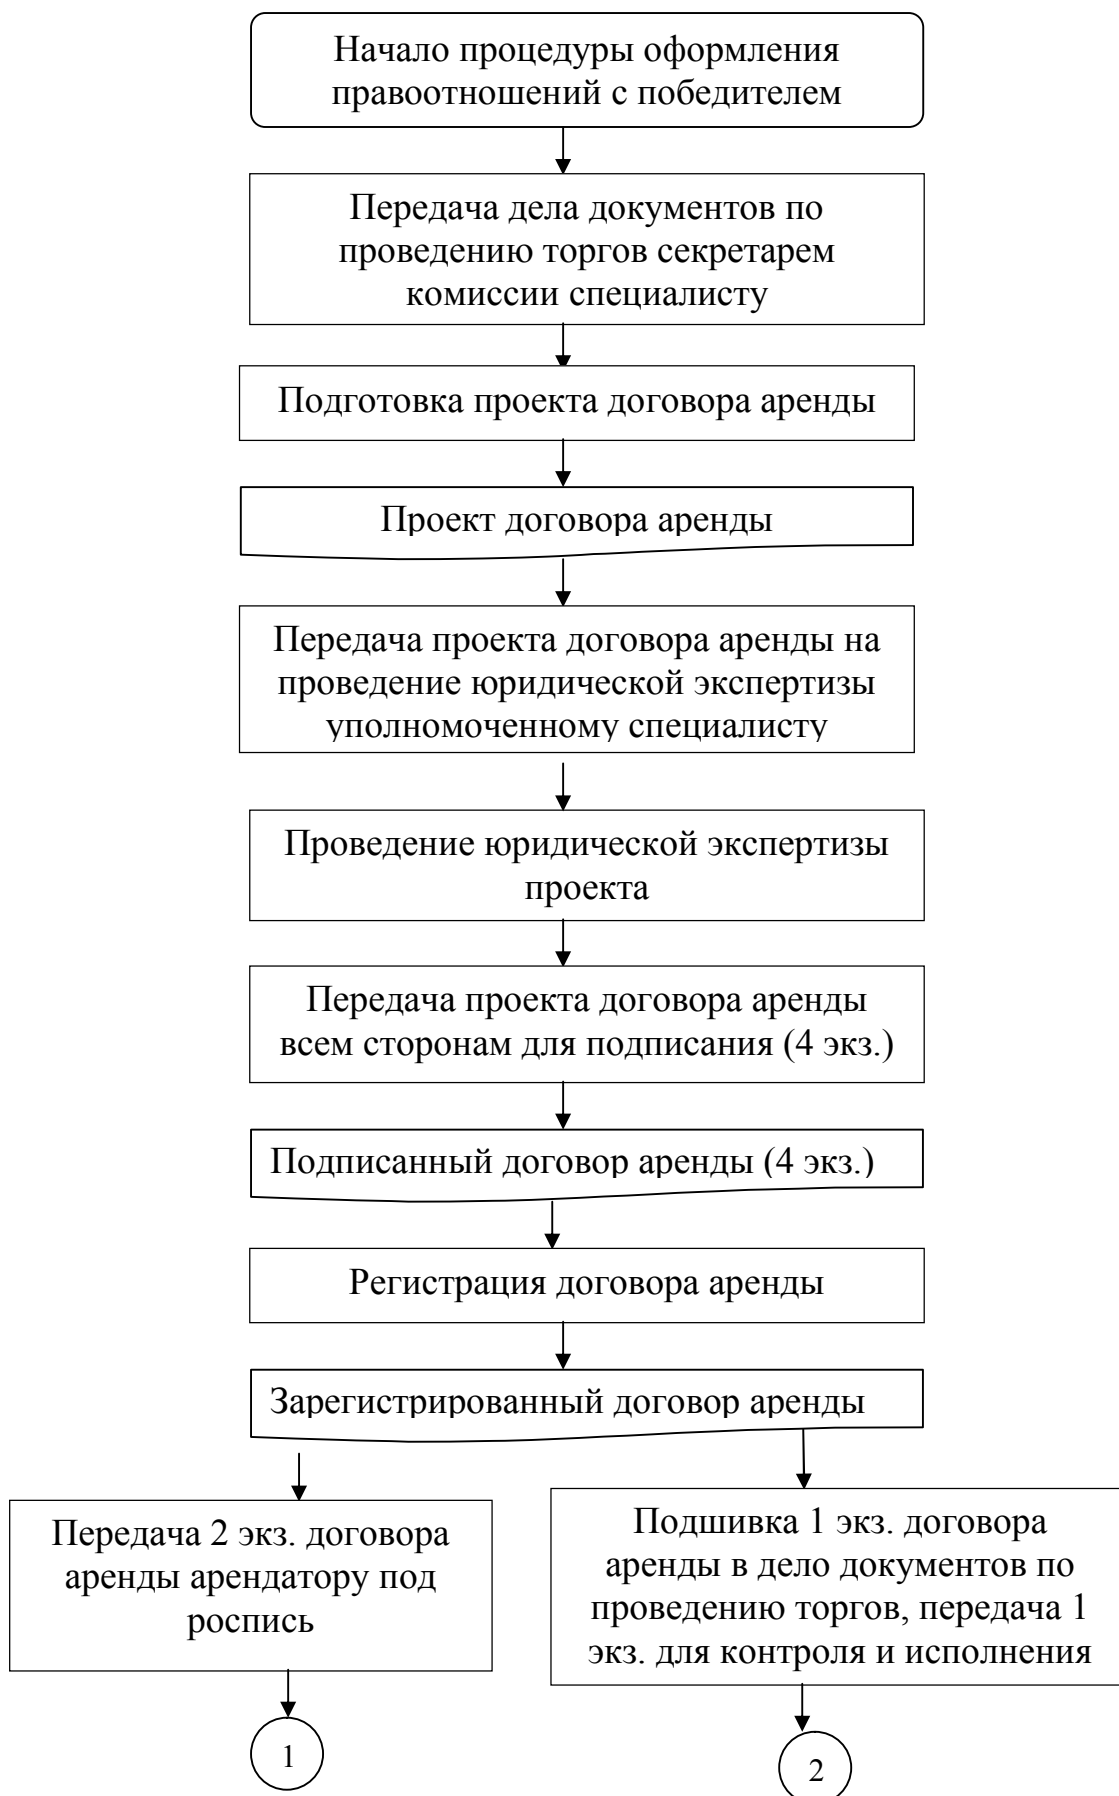 Начало процедуры оформления
правоотношений с победителем
Передача дела документов по
проведению торгов секретарем
комиссии специалисту
Подготовка проекта договора аренды
Проект договора аренды
Передача проекта договора аренды на
проведение юридической экспертизы
уполномоченному специалисту
Проведение юридической экспертизы
проекта
Передача проекта договора аренды
всем сторонам для подписания (4 экз.)
Подписанный договор аренды (4 экз.)
Регистрация договора аренды
Зарегистрированный договор аренды
Передача 2 экз. договора
аренды арендатору под
роспись
Подшивка 1 экз. договора
аренды в дело документов по
проведению торгов, передача 1
экз. для контроля и исполнения
1
2